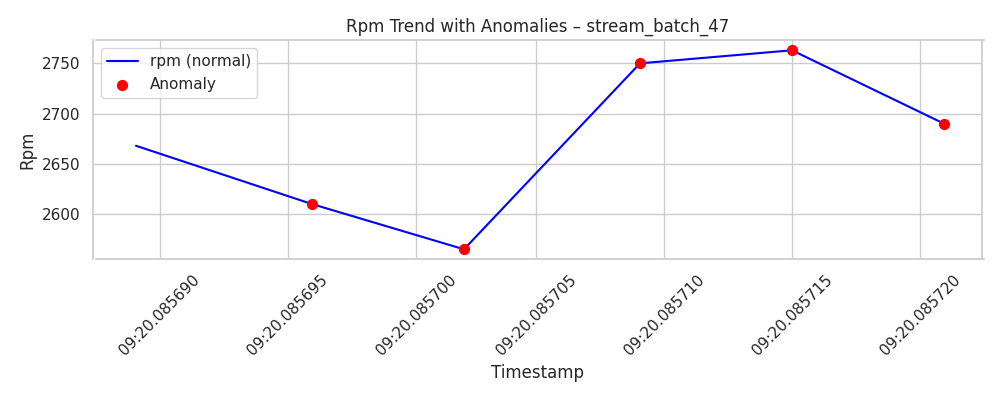 Rpm Trend with Anomalies – stream_batch_47
rpm (normal)
Anomaly
Rpm
2750
2700
2650
2600
09:20.085690
09:20.085695
09:20.085700
09:20.085705
09:20.085710
09:20.085715
09:20.085720
Timestamp